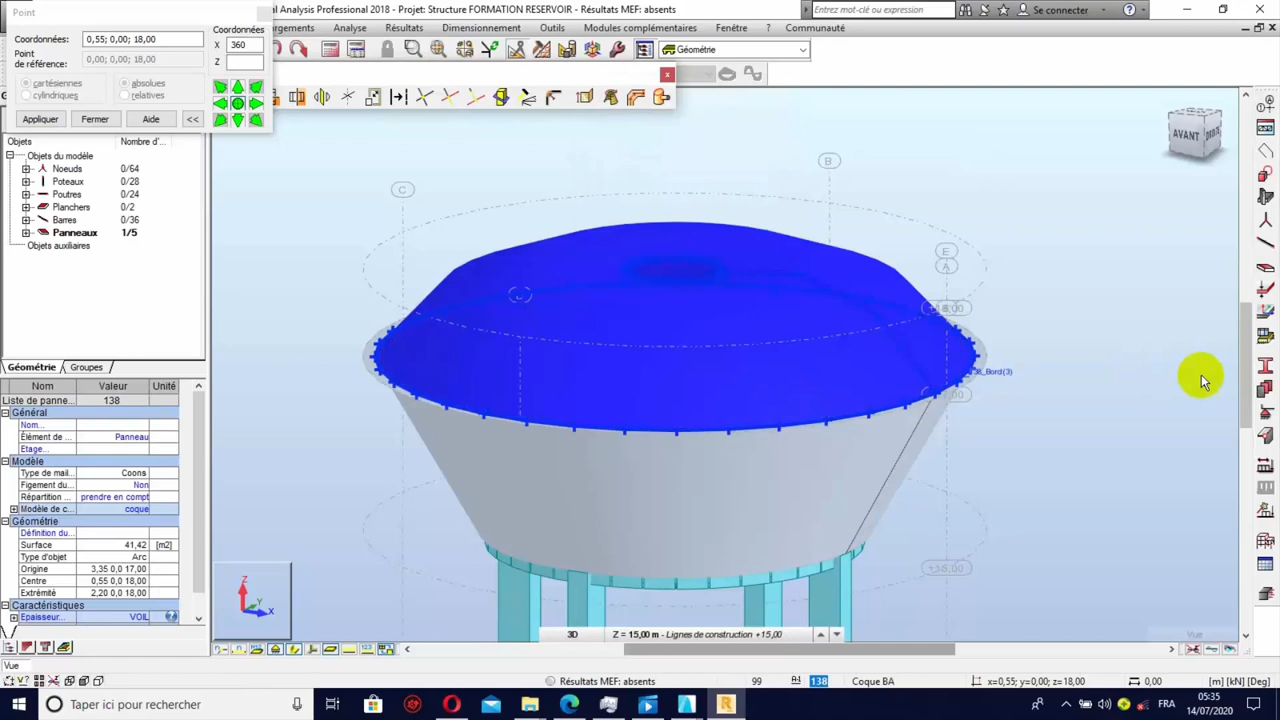 Point
al Analysis Professional 2018 - Projet: Structure FORMATION RESERVOIR - Résultats MEF: absents
Entrez mot-clé ou expression
Se connecter
Coordonnées:
Coordonnées
X 360
Z
Point
de référence:
0,00; 0,00; 18,00
cartésiennes
absolues
cylindriques
relatives
Appliquer
Fermer
Aide
<<
Analyse
Résultats
Dimensionnement
Outils
Modules complémentaires
Fenêtre
?
Communauté
Géométrie
Objets
Nombre d'...
Objets du modèle
Noeuds 0/64
Poteaux 0/28
Poutres 0/24
Planchers 0/2
Barres 0/36
Panneaux 1/5
Objets auxiliaires
Géométrie
Groupes
Nom Valeur Unité
Liste de panne... 138
Général
Nom...
Élément de ... Panneau
Etage...
Modèle
Type de mail... Coons
Figement du... Non
Répartition ... prendre en compt
Modèle de c... coque
Géométrie
Définition du...
Surface 41,42 [m2]
Type d'objet Arc
Origine 3,35 0,0 17,00
Centre 0,55 0,0 18,00
Extrémité 2,20 0,0 18,00
Caractéristiques
Epaisseur... VOIL
AVANT
C
B
E
A
+15,00
3D
Z = 15,00 m - Lignes de construction +15,00
Vue
Vue
Résultats MEF: absents
99
138
Coque BA
x=0,55; y=0,00; z=18,00
0,00
[m] [kN] [Deg]
Taper ici pour rechercher
FRA
05:35
14/07/2020